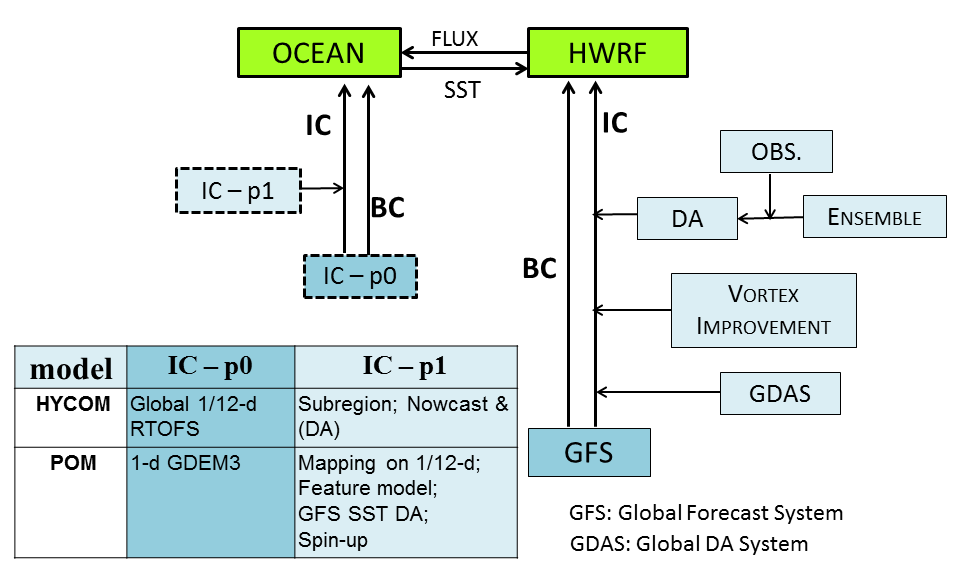 OCEAN
FLUX
HWRF
SST
IC
IC
OBS.
IC – p1
BC
DA
ENSEMBLE
IC – p0
BC
VORTEX
IMPROVEMENT
GDAS
GFS
model IC – p0 IC – p1
HYCOM Global 1/12-d Subregion; Nowcast &
RTOFS (DA)
POM 1-d GDEM3 Mapping on 1/12-d;
Feature model;
GFS SST DA;
Spin-up
GFS: Global Forecast System
GDAS: Global DA System